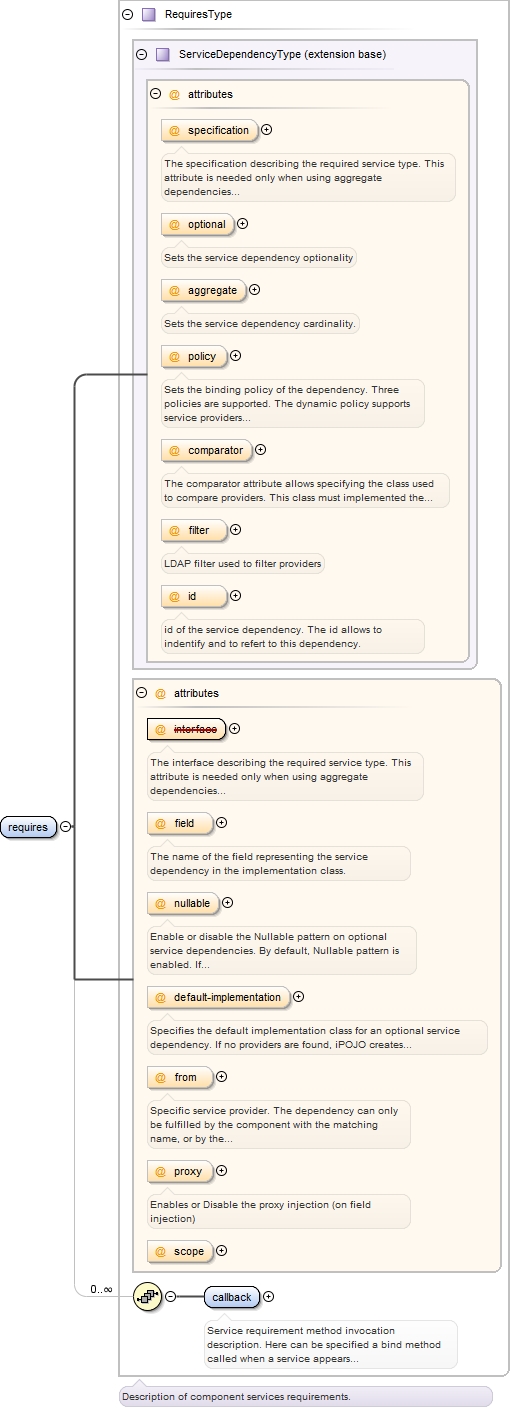 RequiresType
ServiceDependencyType (extension base)
@ attributes
@ specification
The specification describing the required service type. This
attribute is needed only when using aggregate
dependencies...
@ optional
Sets the service dependency optionality
@ aggregate
Sets the service dependency cardinality.
@ policy
Sets the binding policy of the dependency. Three
policies are supported. The dynamic policy supports
service providers...
@ comparator
The comparator attribute allows specifying the class used
to compare providers. This class must implemented the...
@ filter
LDAP filter used to filter providers
@ id
id of the service dependency. The id allows to
indentify and to refert to this dependency.
@ attributes
@ interface
The interface describing the required service type. This
attribute is needed only when using aggregate
dependencies...
requires
@ field
The name of the field representing the service
dependency in the implementation class.
@ nullable
Enable or disable the Nullable pattern on optional
service dependencies. By default, Nullable pattern is
enabled. If...
@ default-implementation
Specifies the default implementation class for an optional service
dependency. If no providers are found, iPOJO creates...
@ from
Specific service provider. The dependency can only
be fulfilled by the component with the matching
name, or by the...
@ proxy
Enables or Disable the proxy injection (on field
injection)
@ scope
0..∞
callback
Service requirement method invocation
description. Here can be specified a bind method
called when a service appears...
Description of component services requirements.